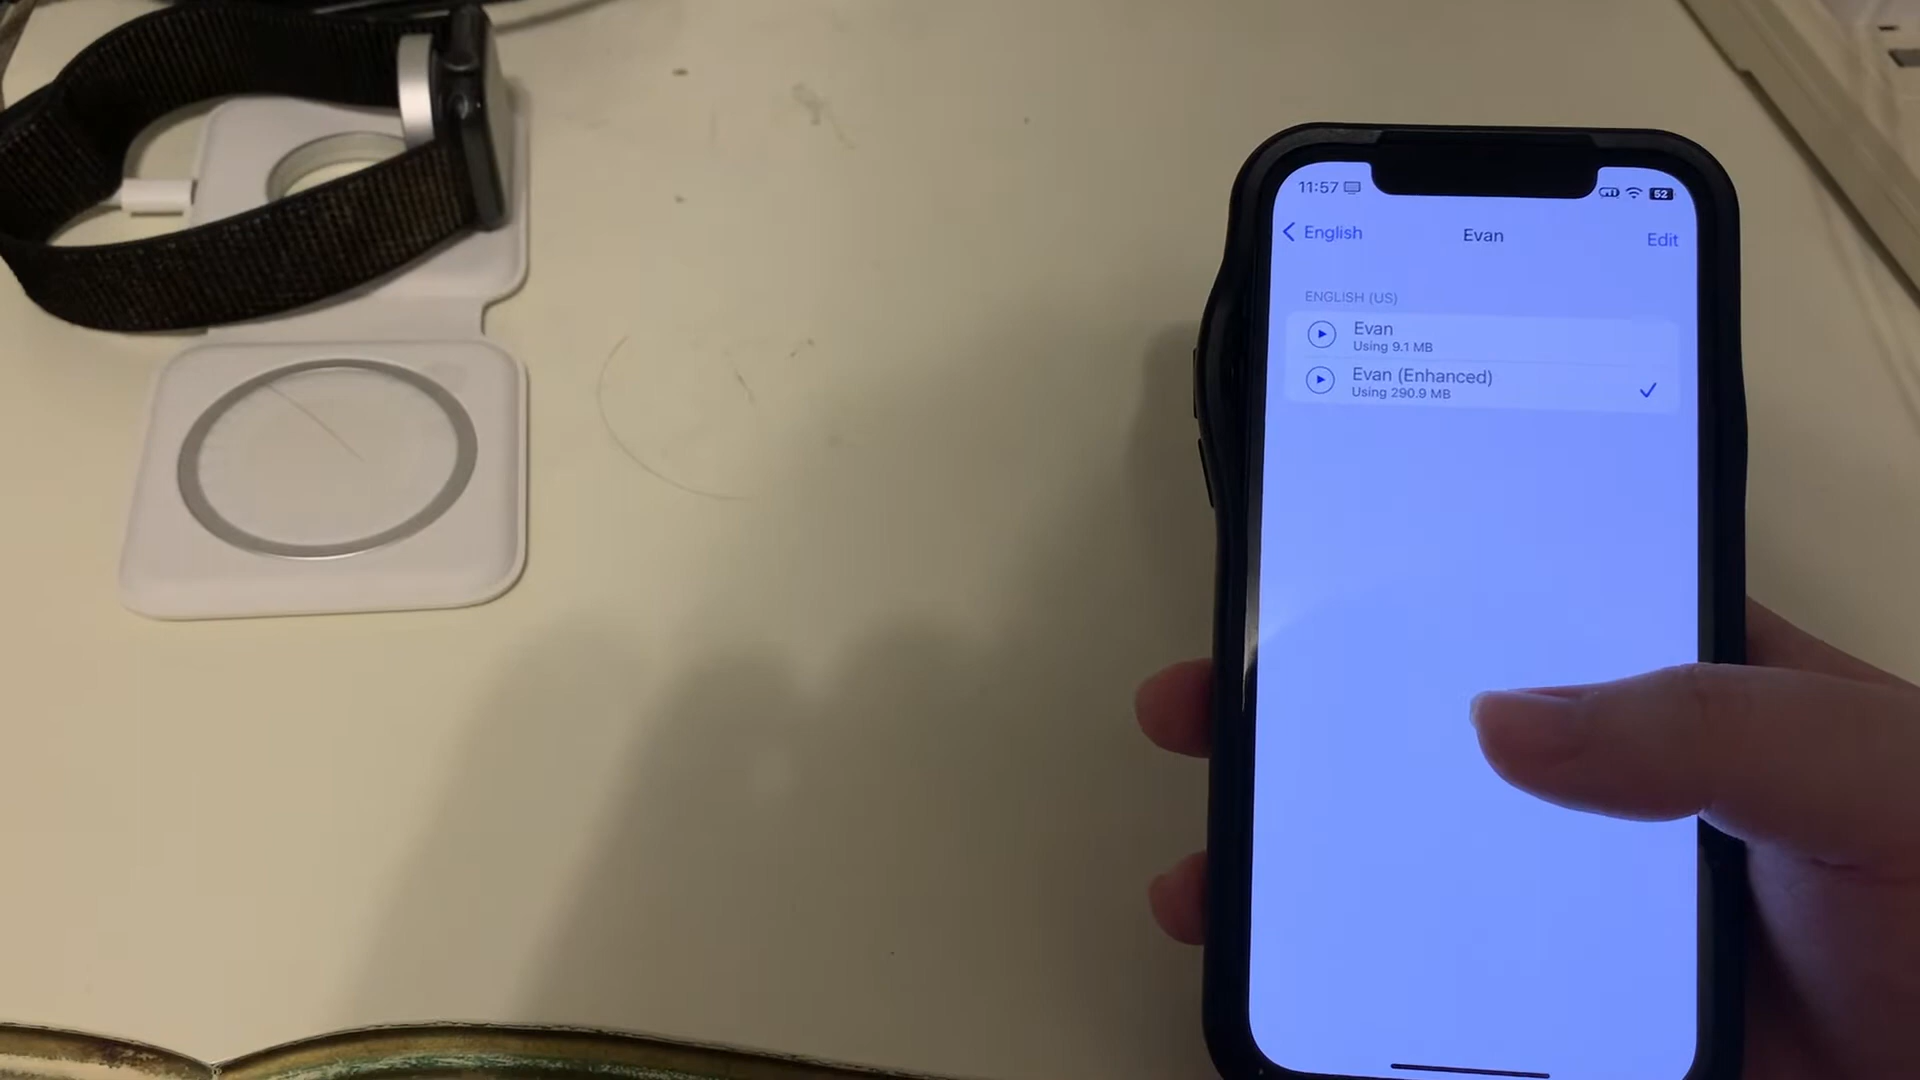 11:57
52
English
Evan
Edit
ENGLISH (US)
Evan
Using 9.1 MB
Evan (Enhanced)
Using 290.9 MB